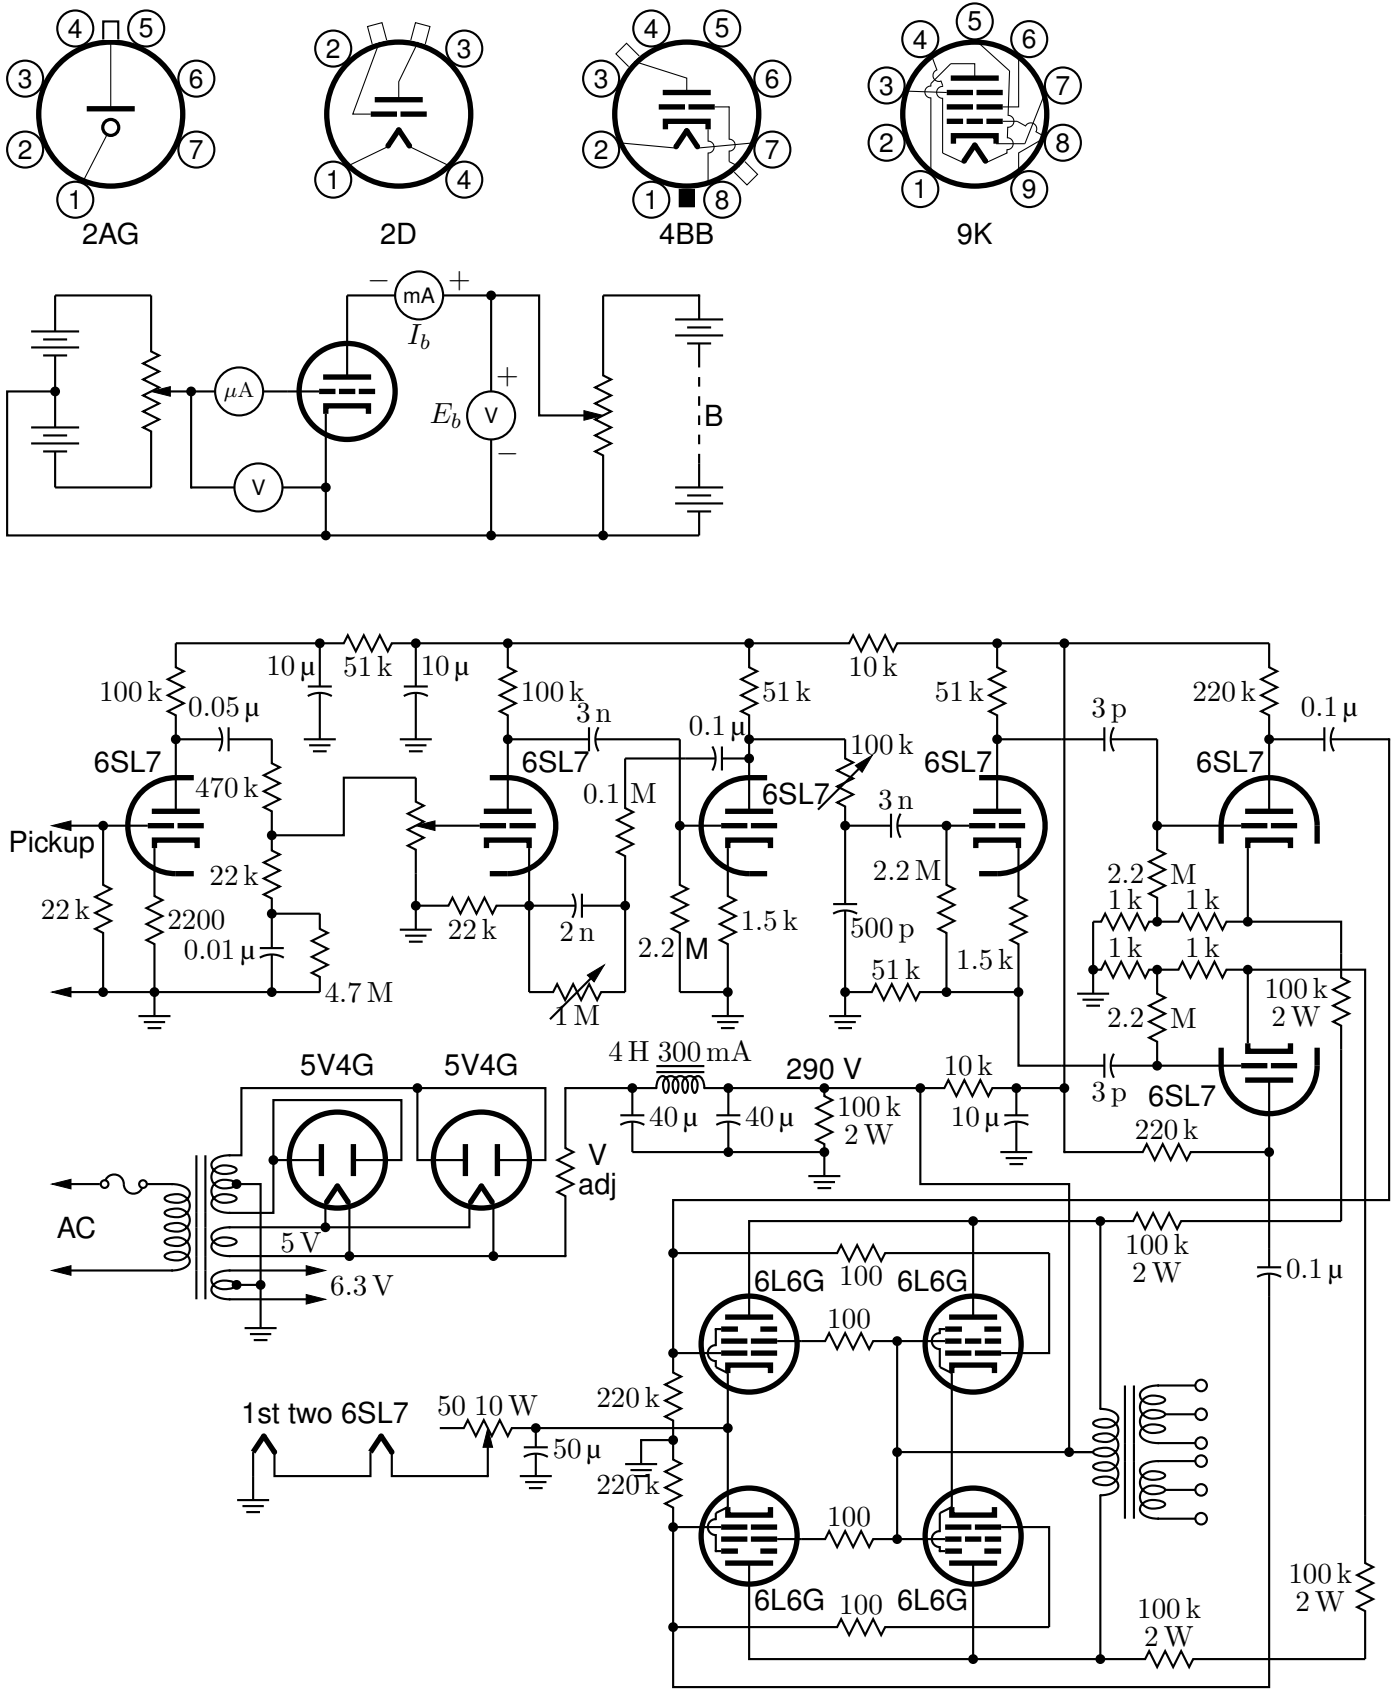 4 5
3 6
2 7
1
2AG
2 3
1 4
2D
4 5
3 6
2 7
1 8
4BB
5
4 6
3 7
2 8
1 9
9K
− mA +
I_b
μA
V
E_b
+
V
−
B
10 μ
51 k
10 μ
10 k
100 k
0.05 μ
100 k
3 n
51 k
0.1 μ
51 k
3 p
220 k
0.1 μ
6SL7
470 k
6SL7
0.1 M
6SL7
100 k
3 n
6SL7
6SL7
Pickup
22 k
22 k
2200
0.01 μ
4.7 M
22 k
2 n
1 M
2.2 M
1.5 k
500 p
51 k
2.2 M
1.5 k
2.2 M
1 k
1 k
1 k
1 k
2.2 M
100 k
2 W
3 p
6SL7
220 k
5V4G
5V4G
4 H 300 mA
290 V
10 k
40 μ
40 μ
100 k
2 W
10 μ
V
adj
AC
5 V
6.3 V
100 k
2 W
0.1 μ
6L6G
100
6L6G
100
220 k
1st two 6SL7
50 10 W
50 μ
220 k
100
6L6G
100
6L6G
100 k
2 W
100 k
2 W